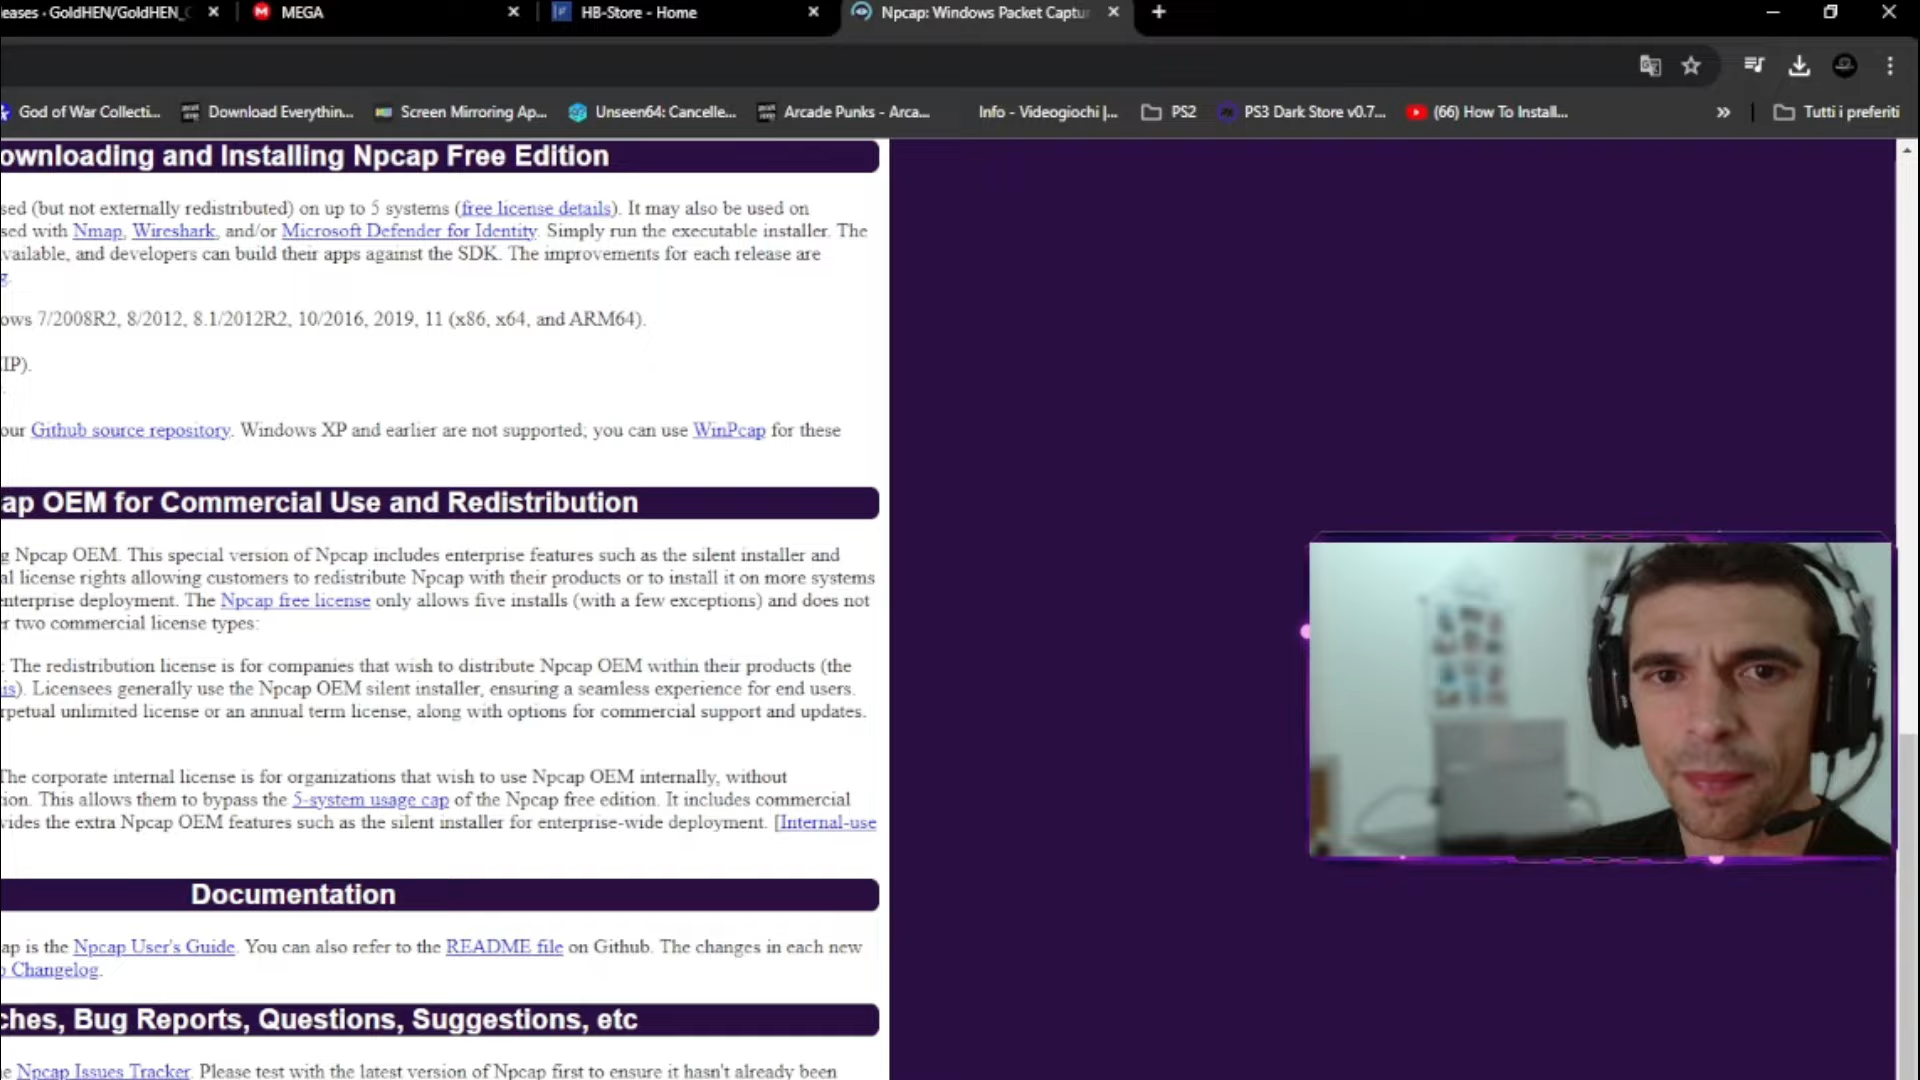 eases · GoldHEN/GoldHEN_
MEGA
HB-Store - Home
Npcap: Windows Packet Captu
God of War Collecti...
Download Everythin...
Screen Mirroring Ap...
Unseen64: Cancelle...
Arcade Punks - Arca...
Info - Videogiochi |...
PS2
PS3 Dark Store v0.7...
(66) How To Install...
»
Tutti i preferiti
ownloading and Installing Npcap Free Edition
sed (but not externally redistributed) on up to 5 systems (free license details). It may also be used on
sed with Nmap, Wireshark, and/or Microsoft Defender for Identity. Simply run the executable installer. The
vailable, and developers can build their apps against the SDK. The improvements for each release are
g.
ows 7/2008R2, 8/2012, 8.1/2012R2, 10/2016, 2019, 11 (x86, x64, and ARM64).
IP).
.
our Github source repository. Windows XP and earlier are not supported; you can use WinPcap for these
ap OEM for Commercial Use and Redistribution
g Npcap OEM. This special version of Npcap includes enterprise features such as the silent installer and
al license rights allowing customers to redistribute Npcap with their products or to install it on more systems
nterprise deployment. The Npcap free license only allows five installs (with a few exceptions) and does not
r two commercial license types:
: The redistribution license is for companies that wish to distribute Npcap OEM within their products (the
is). Licensees generally use the Npcap OEM silent installer, ensuring a seamless experience for end users.
rpetual unlimited license or an annual term license, along with options for commercial support and updates.
The corporate internal license is for organizations that wish to use Npcap OEM internally, without
ion. This allows them to bypass the 5-system usage cap of the Npcap free edition. It includes commercial
vides the extra Npcap OEM features such as the silent installer for enterprise-wide deployment. [Internal-use
Documentation
ap is the Npcap User's Guide. You can also refer to the README file on Github. The changes in each new
Changelog.
ches, Bug Reports, Questions, Suggestions, etc
e Npcap Issues Tracker. Please test with the latest version of Npcap first to ensure it hasn't already been